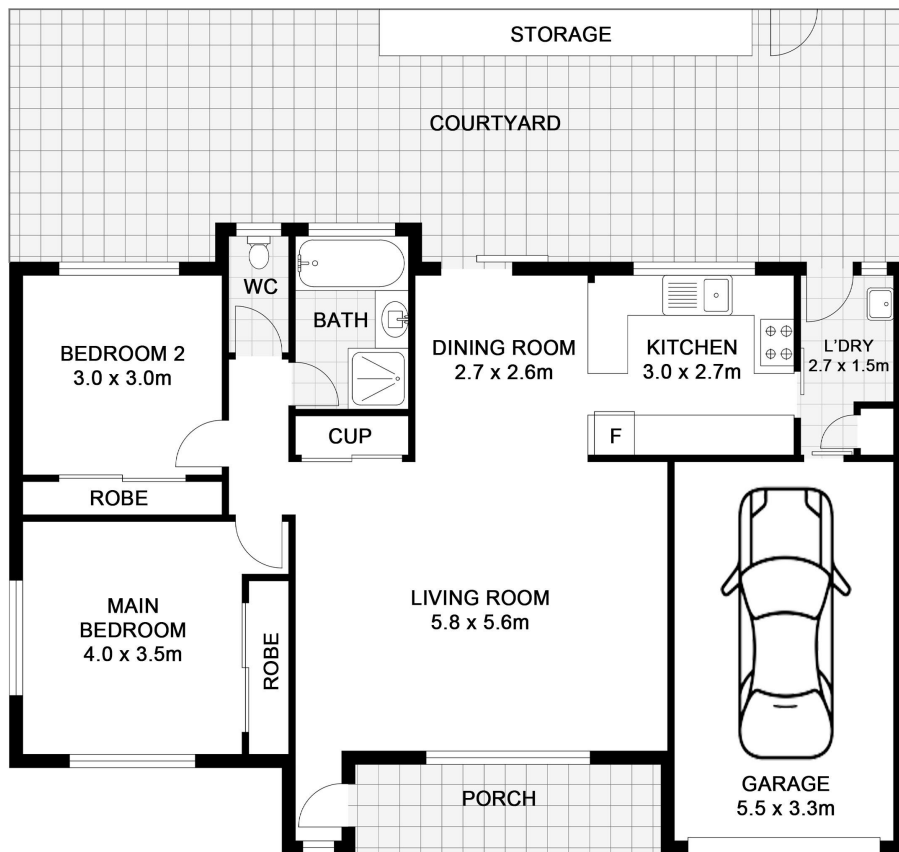 STORAGE
COURTYARD
WC
BATH
BEDROOM 2
3.0 x 3.0m
DINING ROOM
2.7 x 2.6m
KITCHEN
3.0 x 2.7m
L'DRY
2.7 x 1.5m
CUP
F
ROBE
MAIN
BEDROOM
4.0 x 3.5m
ROBE
LIVING ROOM
5.8 x 5.6m
PORCH
GARAGE
5.5 x 3.3m